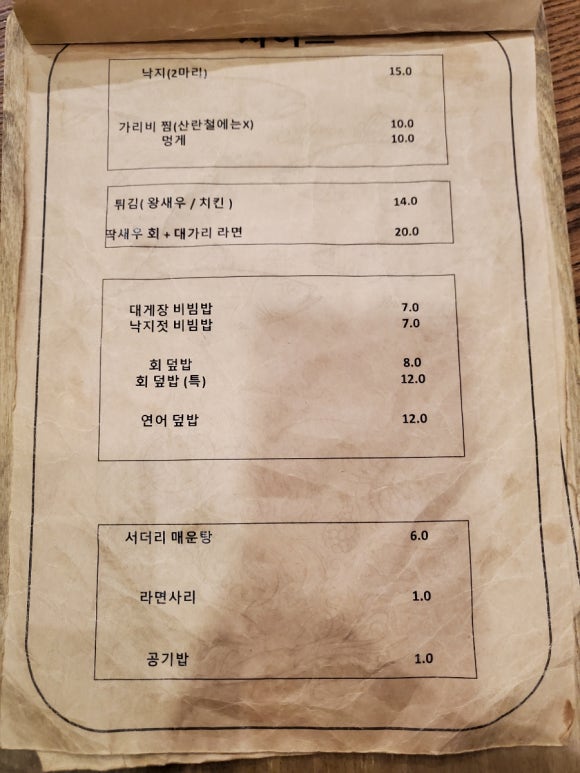 낙지(2마리) 15.0
가리비 찜(산란철에는X) 10.0
멍게 10.0
튀김( 왕새우 / 치킨 ) 14.0
딱새우 회 + 대가리 라면 20.0
대게장 비빔밥 7.0
낙지젓 비빔밥 7.0
회 덮밥 8.0
회 덮밥 (특) 12.0
연어 덮밥 12.0
서더리 매운탕 6.0
라면사리 1.0
공기밥 1.0